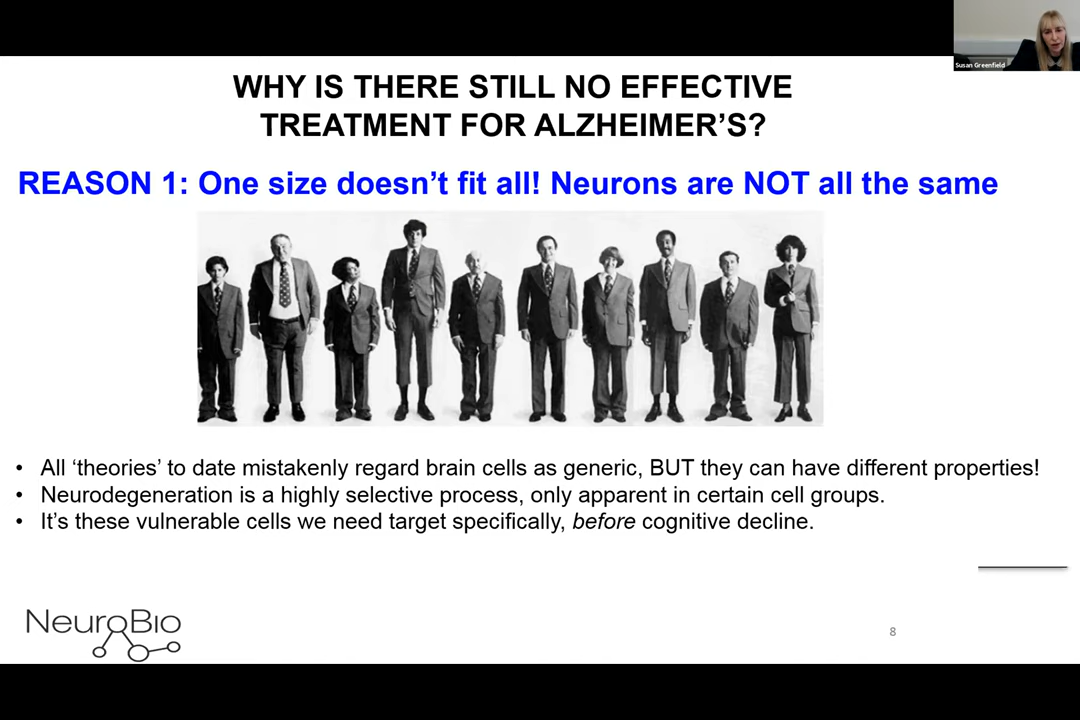 Susan Greenfield
WHY IS THERE STILL NO EFFECTIVE
TREATMENT FOR ALZHEIMER’S?
REASON 1: One size doesn’t fit all! Neurons are NOT all the same
• All ‘theories’ to date mistakenly regard brain cells as generic, BUT they can have different properties!
• Neurodegeneration is a highly selective process, only apparent in certain cell groups.
• It’s these vulnerable cells we need target specifically, before cognitive decline.
NEUROBIO
8